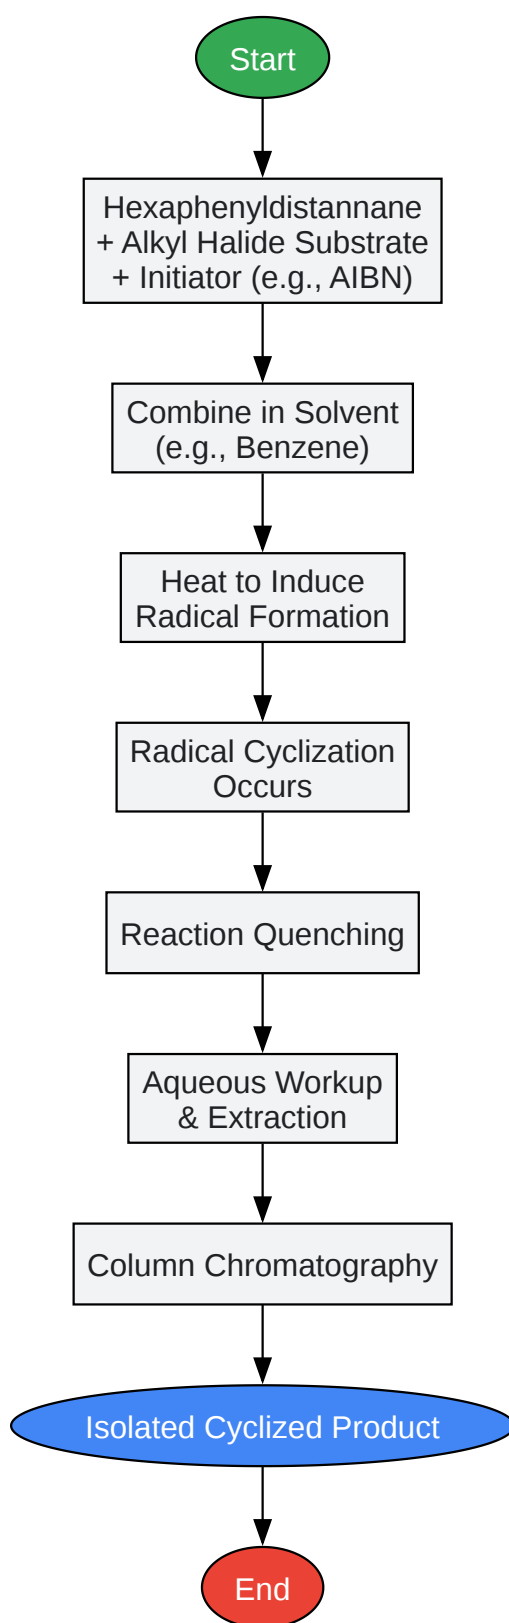 Start
Hexaphenyldistannane
+ Alkyl Halide Substrate
+ Initiator (e.g., AIBN)
Combine in Solvent
(e.g., Benzene)
Heat to Induce
Radical Formation
Radical Cyclization
Occurs
Reaction Quenching
Aqueous Workup
& Extraction
Column Chromatography
Isolated Cyclized Product
End